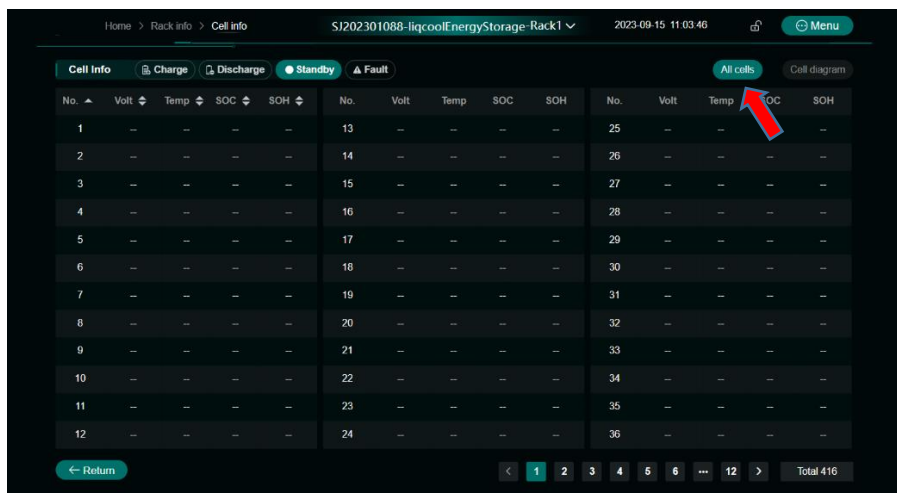 Home > Rack info > Cell info SJ202301088-liqcoolEnergyStorage-Rack1 2023-09-15 11:03:46 Menu
Cell Info Charge Discharge Standby Fault All cells Cell diagram
No. Volt Temp SOC SOH No. Volt Temp SOC SOH No. Volt Temp SOC SOH
1 -- -- -- -- 13 -- -- -- -- 25 -- -- -- --
2 -- -- -- -- 14 -- -- -- -- 26 -- -- -- --
3 -- -- -- -- 15 -- -- -- -- 27 -- -- -- --
4 -- -- -- -- 16 -- -- -- -- 28 -- -- -- --
5 -- -- -- -- 17 -- -- -- -- 29 -- -- -- --
6 -- -- -- -- 18 -- -- -- -- 30 -- -- -- --
7 -- -- -- -- 19 -- -- -- -- 31 -- -- -- --
8 -- -- -- -- 20 -- -- -- -- 32 -- -- -- --
9 -- -- -- -- 21 -- -- -- -- 33 -- -- -- --
10 -- -- -- -- 22 -- -- -- -- 34 -- -- -- --
11 -- -- -- -- 23 -- -- -- -- 35 -- -- -- --
12 -- -- -- -- 24 -- -- -- -- 36 -- -- -- --
← Return < 1 2 3 4 5 6 ••• 12 > Total 416